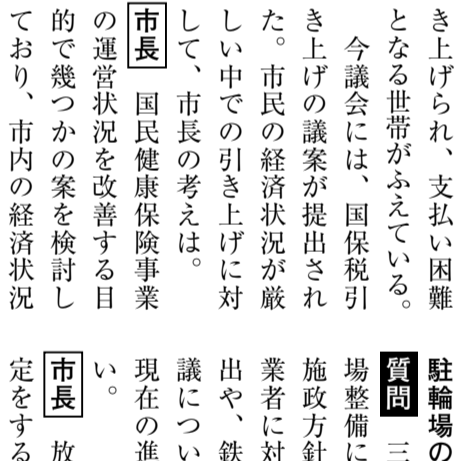 き上げられ、支払い困難
となる世帯がふえている。
今議会には、国保税引
き上げの議案が提出され
た。市民の経済状況が厳
しい中での引き上げに対
して、市長の考えは。
市長 国民健康保険事業
の運営状況を改善する目
的で幾つかの案を検討し
ており、市内の経済状況
駐輪場の
質問 三
場整備に
施政方針
業者に対
出や、鉄
議につい
現在の進
い。
市長 放
定をする